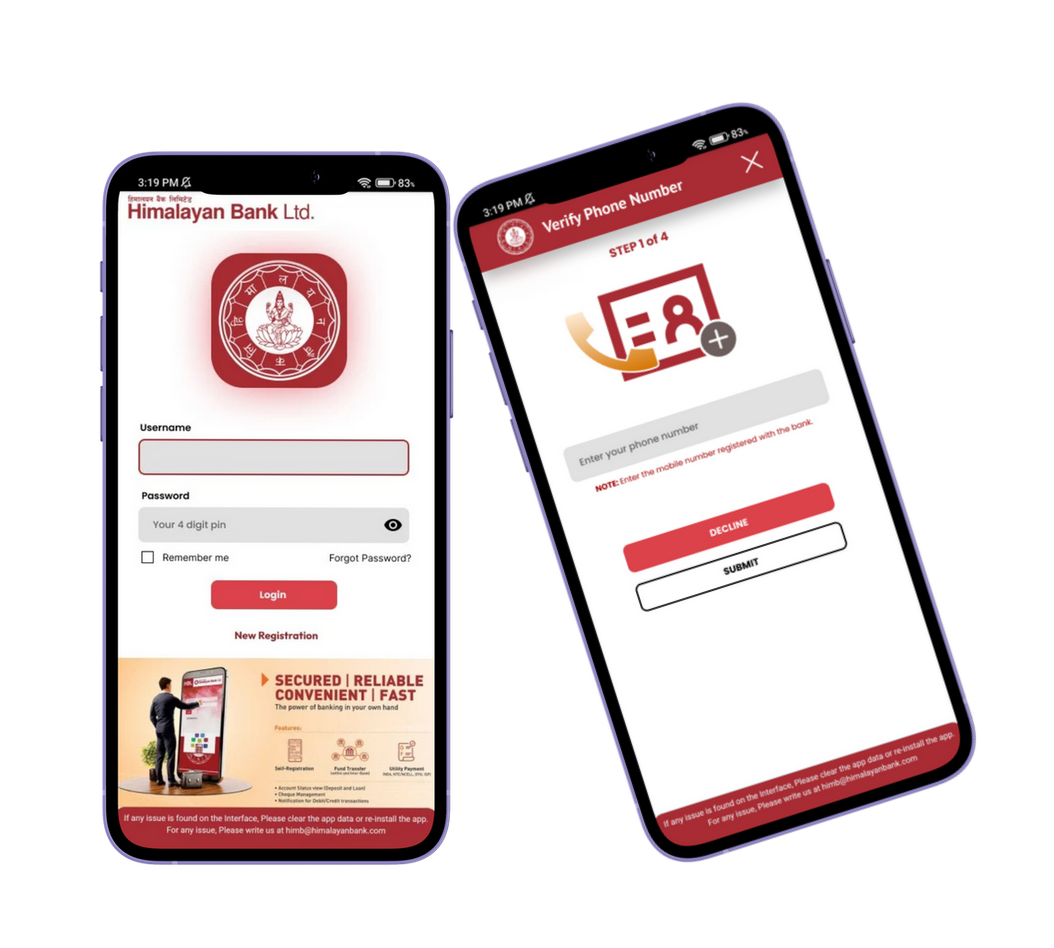 3:19 PM
83%
हिमालयन बैंक लिमिटेड
Himalayan Bank Ltd.
मा ल य न
हि
Username
Password
Your 4 digit pin
Remember me
Forgot Password?
Login
New Registration
SECURED | RELIABLE
CONVENIENT | FAST
The power of banking in your own hand
Features:
Self-Registration
Fund Transfer
Utility Payment
(within and Inter-Bank)
• Account Status view (Deposit and Loan)
• Cheque Management
• Notification for Debit/Credit transactions
If any issue is found on the Interface, Please clear the app data or re-install the app.
For any issue, Please write us at himb@himalayanbank.com
3:19 PM
83%
Verify Phone Number
STEP 1 of 4
Enter your phone number
NOTE: Enter the mobile number registered with the bank.
DECLINE
SUBMIT
If any issue is found on the Interface, Please clear the app data or re-install the app.
For any issue, Please write us at himb@himalayanbank.com